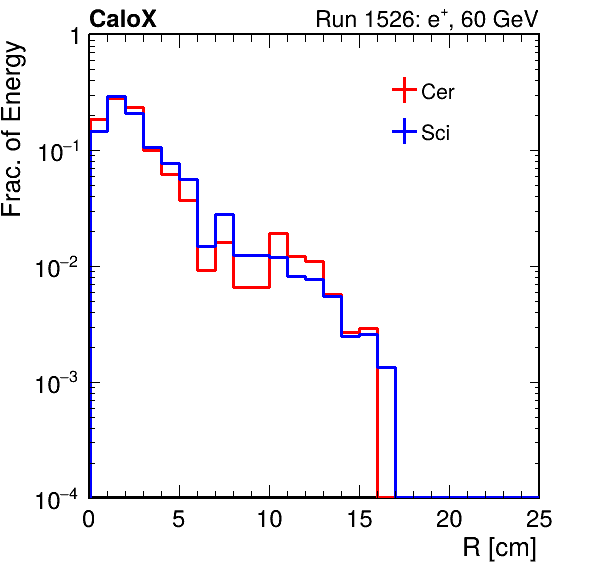 CaloX Run 1526: e⁺, 60 GeV
Frac. of Energy
1
10⁻¹
10⁻²
10⁻³
10⁻⁴
Cer
Sci
0 5 10 15 20 25
R [cm]